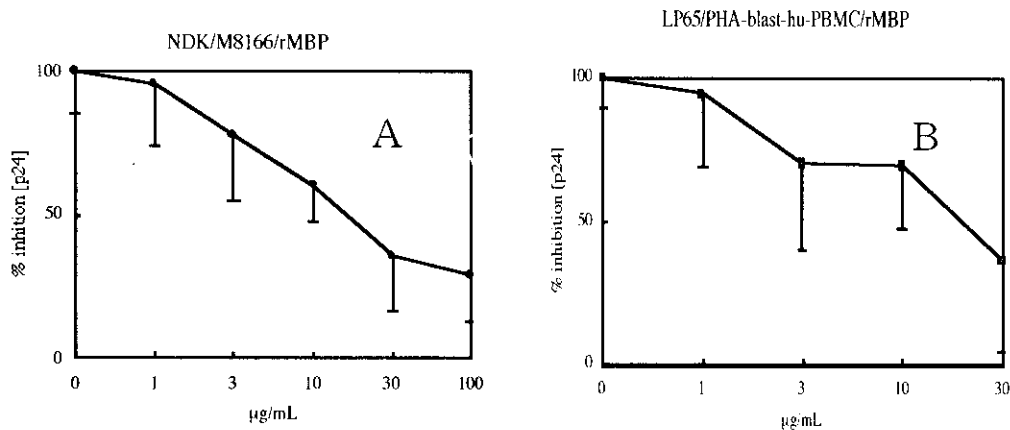 NDK/M8166/rMBP
100
50
0
% inhition [p24]
A
0 1 3 10 30 100
µg/mL
LP65/PHA-blast-hu-PBMC/rMBP
100
50
0
% inhibition [p24]
B
0 1 3 10 30
µg/mL